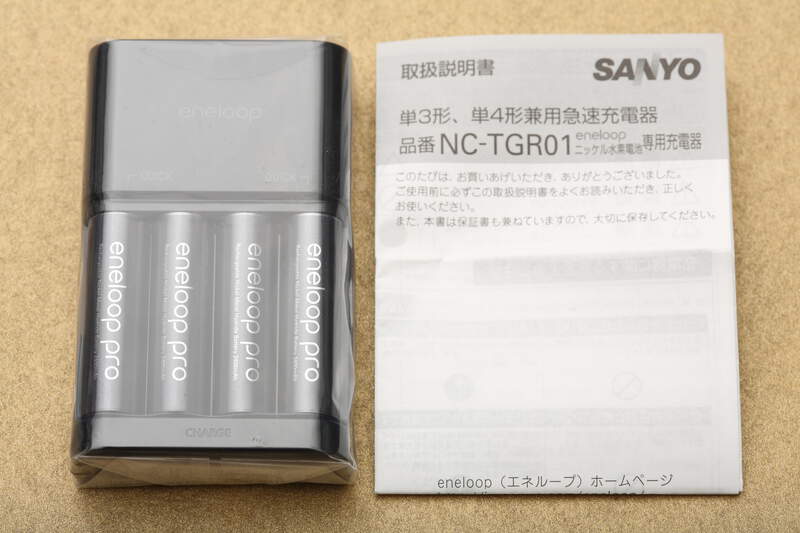 eneloop
QUICK
QUICK
eneloop pro
eneloop pro
eneloop pro
eneloop pro
CHARGE
取扱説明書
SANYO
単3形、単4形兼用急速充電器
品番 NC-TGR01 eneloop ニッケル水素電池 専用充電器
このたびは、お買いあげいただき、ありがとうございました。
ご使用前に必ずこの取扱説明書をよくお読みいただき、正しく
お使いください。
また、本書は保証書も兼ねていますので、大切に保存してください。
eneloop(エネループ)ホームページ